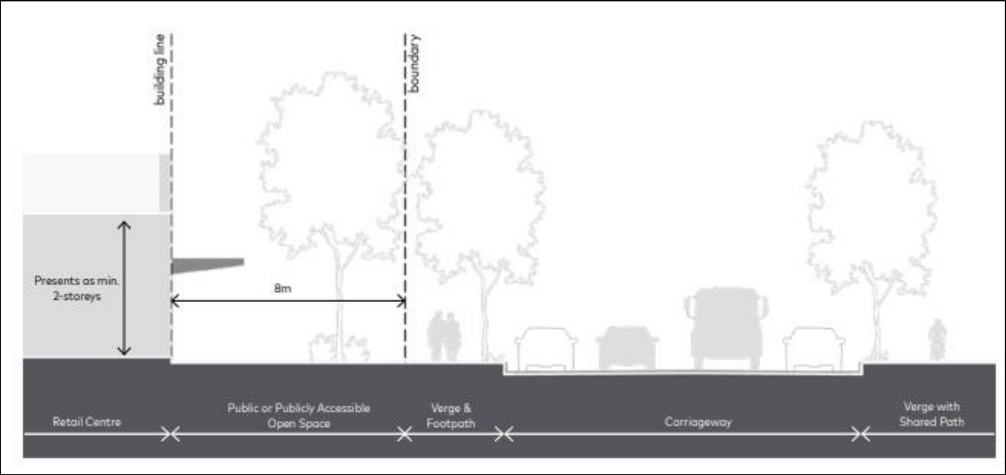 building line
boundary
Presents as min.
2-storeys
8m
Retail Centre
Public or Publicly Accessible
Open Space
Verge &
Footpath
Carriageway
Verge with
Shared Path